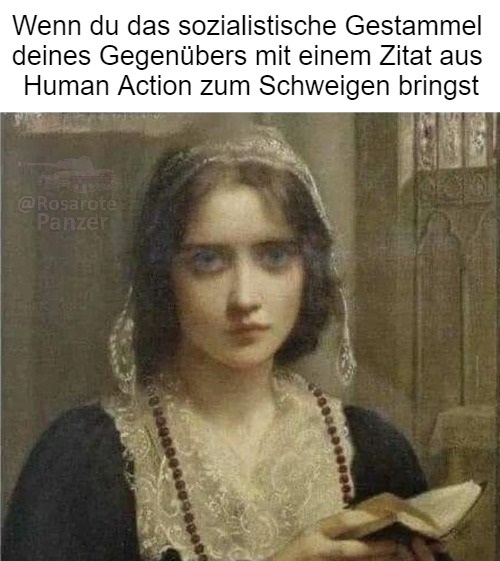 Wenn du das sozialistische Gestammel
deines Gegenübers mit einem Zitat aus
Human Action zum Schweigen bringst
@Rosarote
Panzer